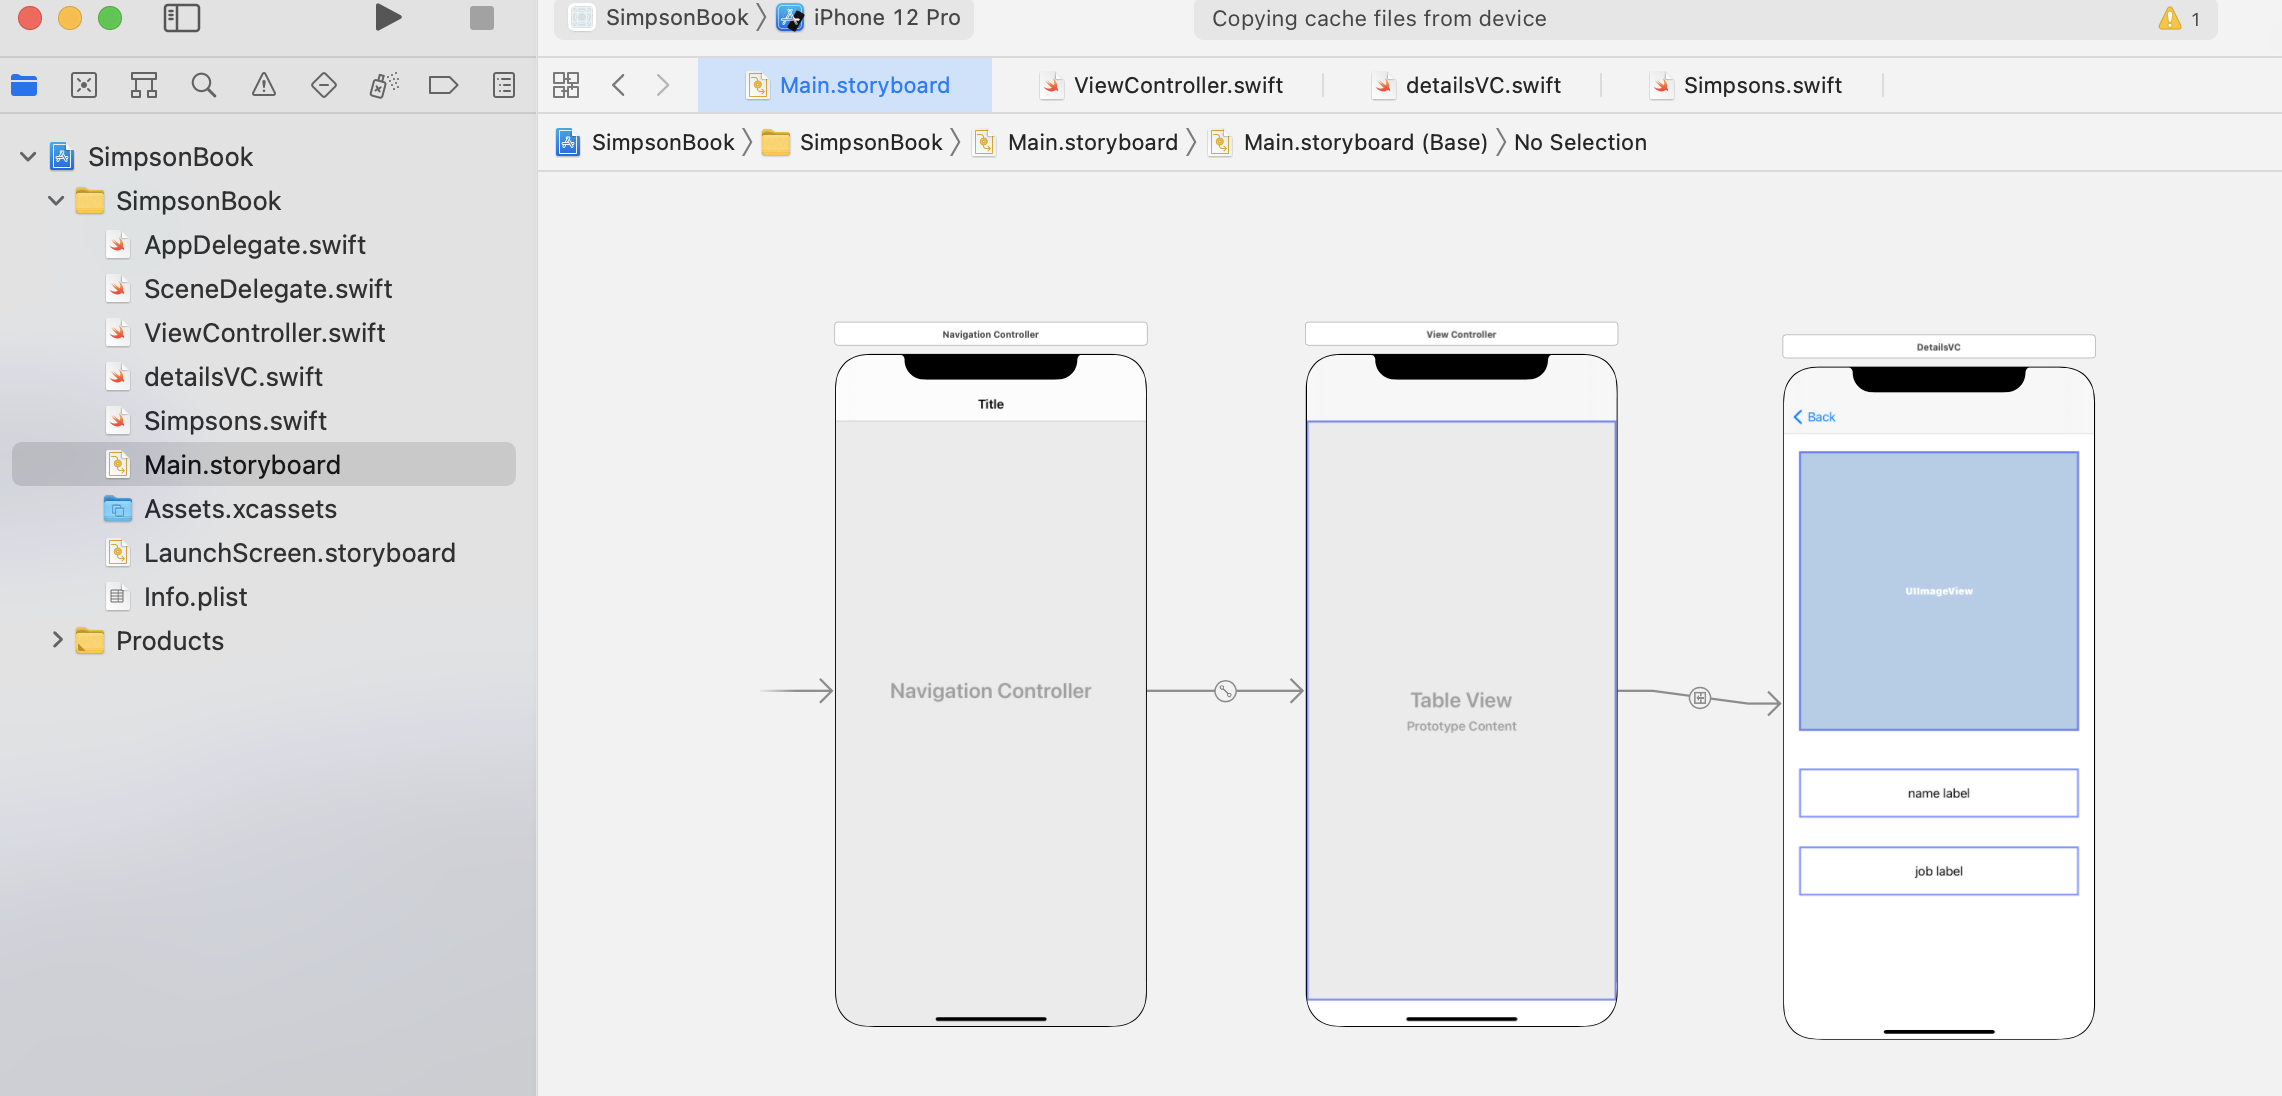 SimpsonBook
iPhone 12 Pro
Copying cache files from device
1
Main.storyboard
ViewController.swift
detailsVC.swift
Simpsons.swift
SimpsonBook
SimpsonBook
Main.storyboard
Main.storyboard (Base)
No Selection
SimpsonBook
SimpsonBook
AppDelegate.swift
SceneDelegate.swift
ViewController.swift
detailsVC.swift
Simpsons.swift
Main.storyboard
Assets.xcassets
LaunchScreen.storyboard
Info.plist
Products
Navigation Controller
Title
Navigation Controller
View Controller
Table View
Prototype Content
DetailsVC
Back
UIImageView
name label
job label